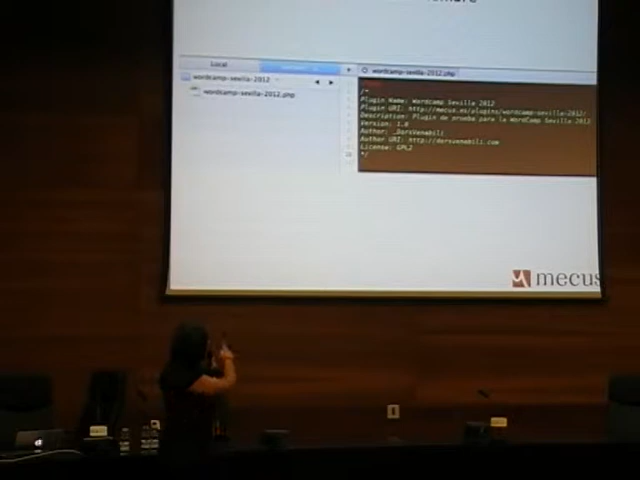 Local
wordcamp-sevilla-2012
wordcamp-sevilla-2012.php
wordcamp-sevilla-2012.php
/*
Plugin Name: Wordcamp Sevilla 2012
Plugin URI: http://mecus.es/plugins/wordcamp-sevilla-2012/
Description: Plugin de prueba para la WordCamp Sevilla 2012
Version: 1.0
Author: _DorsVenabili
Author URI: http://dorsvenabili.com
License: GPL2
*/
mecus